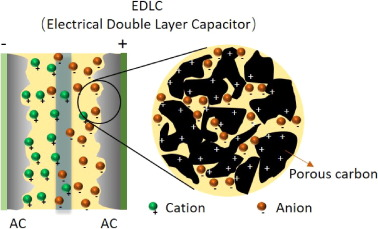 EDLC
(Electrical Double Layer Capacitor)
- +
Porous carbon
AC AC
Cation Anion